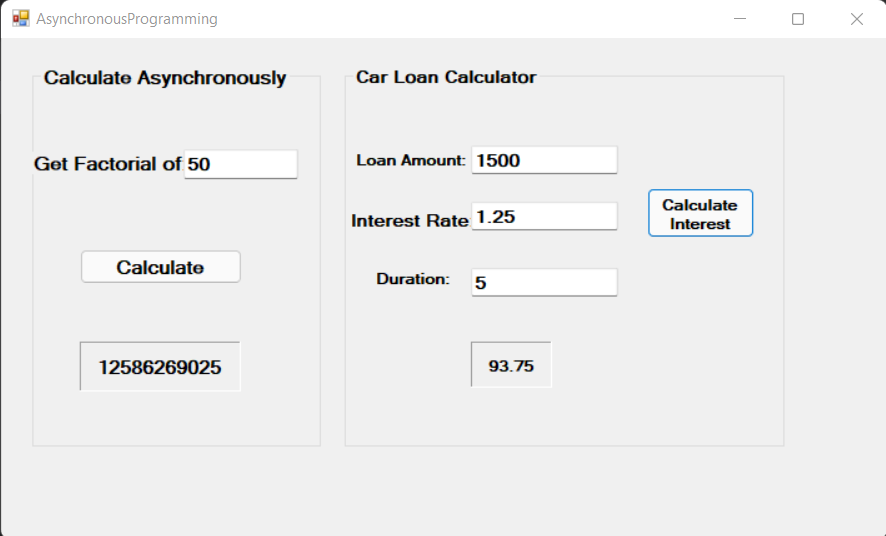 AsynchronousProgramming
Calculate Asynchronously
Get Factorial of 50
Calculate
12586269025
Car Loan Calculator
Loan Amount: 1500
Interest Rate 1.25
Calculate
Interest
Duration: 5
93.75